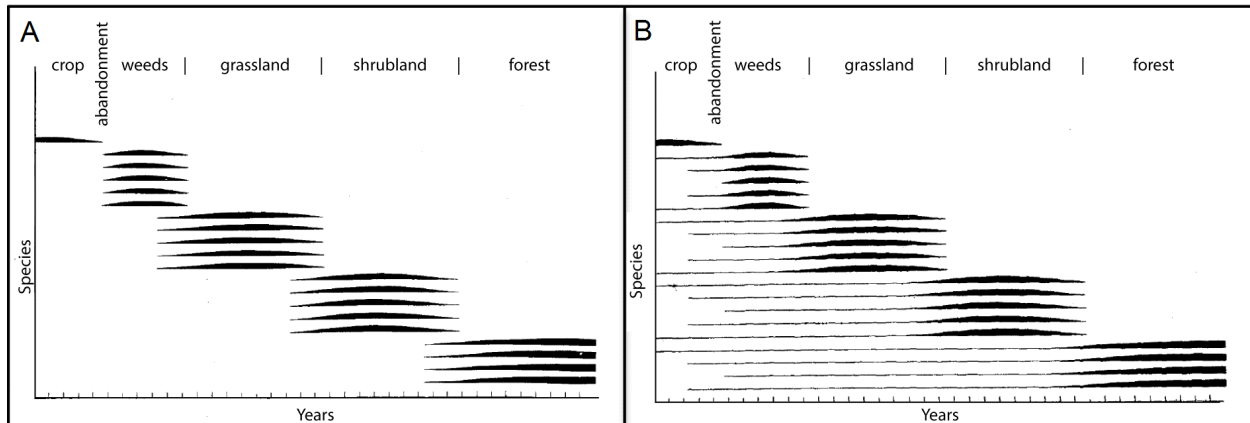 A
crop abandonment weeds | grassland | shrubland | forest
Species
Years
B
crop abandonment weeds | grassland | shrubland | forest
Species
Years